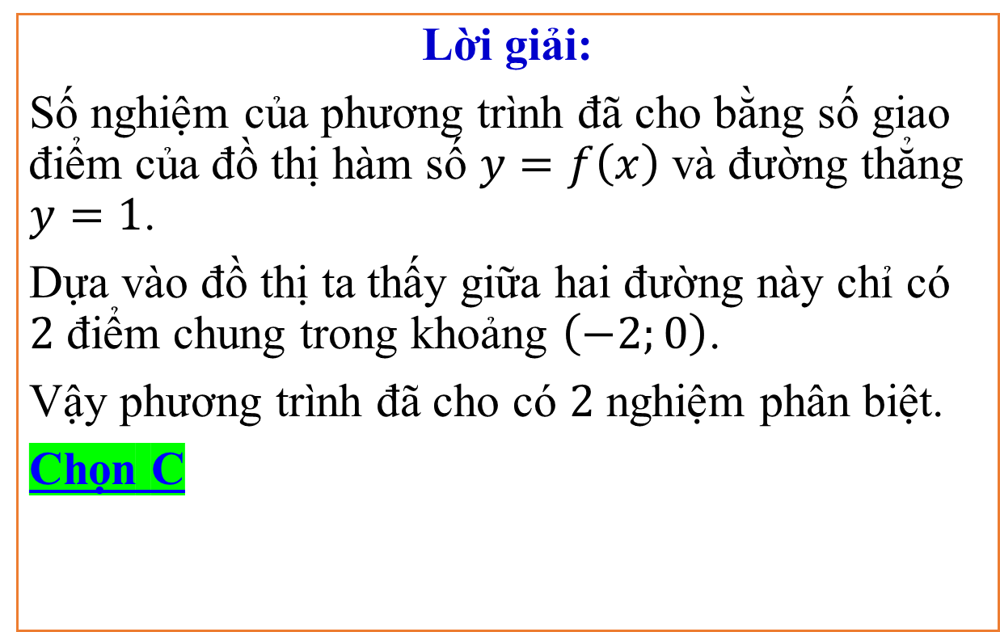 Lời giải:
Số nghiệm của phương trình đã cho bằng số giao
điểm của đồ thị hàm số y = f(x) và đường thẳng
y = 1.
Dựa vào đồ thị ta thấy giữa hai đường này chỉ có
2 điểm chung trong khoảng (−2; 0).
Vậy phương trình đã cho có 2 nghiệm phân biệt.
Chọn C